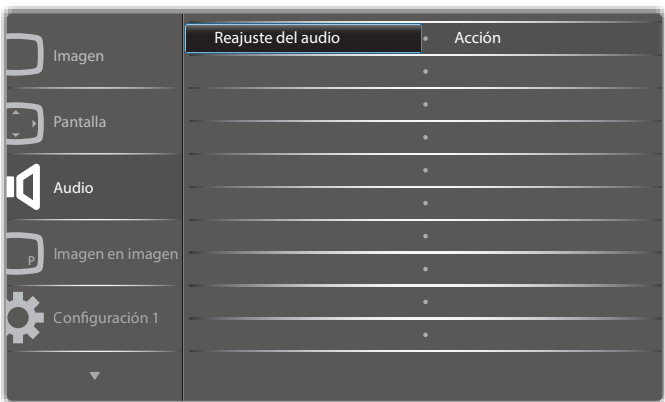 Reajuste del audio Acción
Imagen
Pantalla
Audio
P
Imagen en imagen
Configuración 1